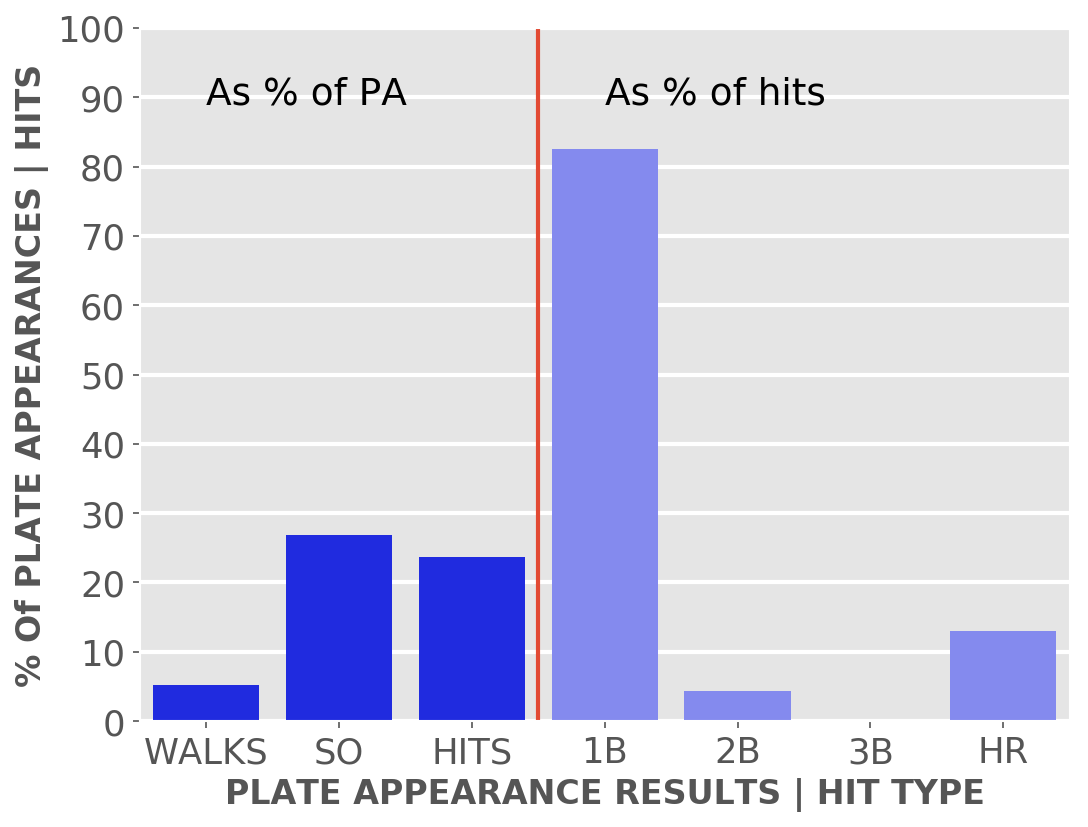 % Of PLATE APPEARANCES | HITS
100
90
80
70
60
50
40
30
20
10
0
As % of PA
As % of hits
WALKS SO HITS 1B 2B 3B HR
PLATE APPEARANCE RESULTS | HIT TYPE